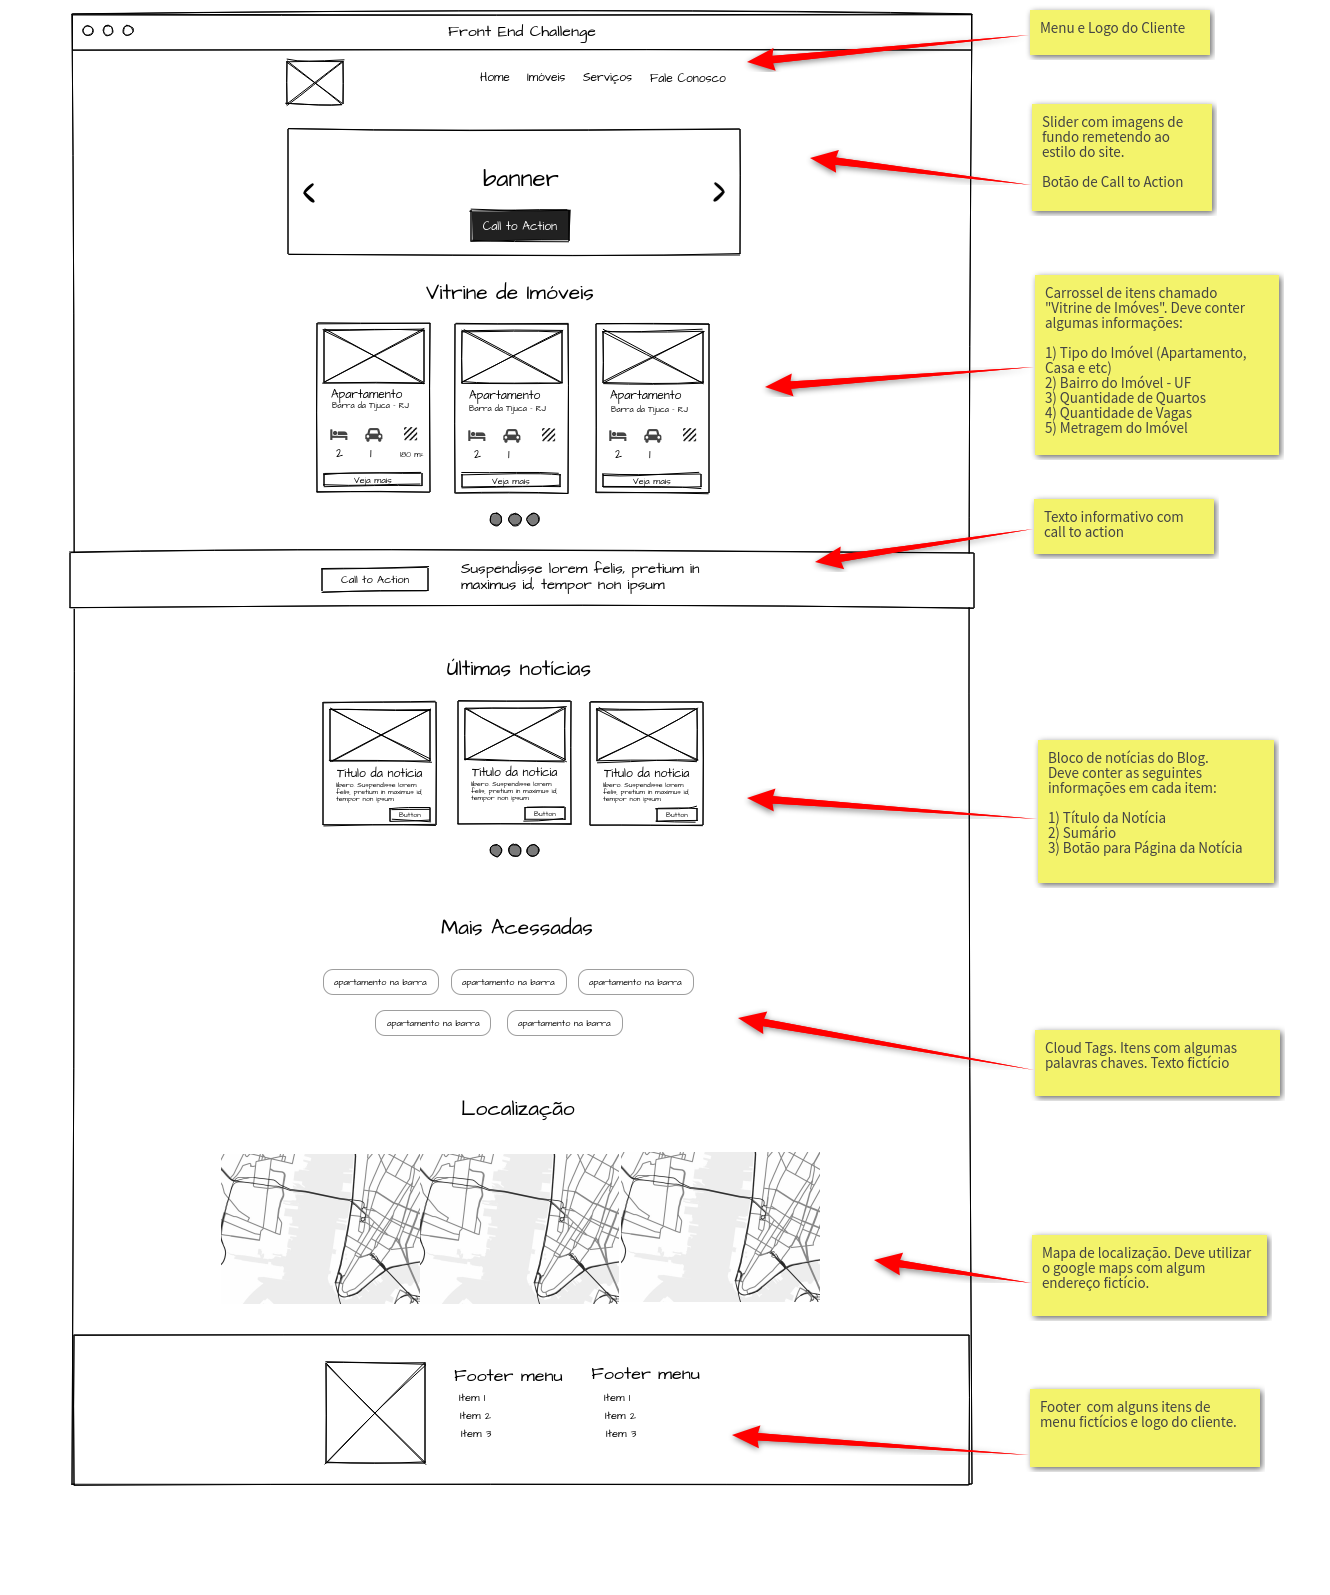 Front End Challenge
Menu e Logo do Cliente
Home Imóveis Serviços Fale Conosco
Slider com imagens de
fundo remetendo ao
estilo do site.
Botão de Call to Action
banner
Call to Action
Vitrine de Imóveis
Carrossel de itens chamado
"Vitrine de Imóves". Deve conter
algumas informações:
1) Tipo do Imóvel (Apartamento,
Casa e etc)
2) Bairro do Imóvel - UF
3) Quantidade de Quartos
4) Quantidade de Vagas
5) Metragem do Imóvel
Apartamento
Barra da Tijuca - RJ
2 1 180 m²
Veja mais
Apartamento
Barra da Tijuca - RJ
2 1
Veja mais
Apartamento
Barra da Tijuca - RJ
2 1
Veja mais
Texto informativo com
call to action
Call to Action
Suspendisse lorem felis, pretium in
maximus id, tempor non ipsum
Últimas notícias
Título da notícia
libero. Suspendisse lorem
felis, pretium in maximus id,
tempor non ipsum
Button
Título da notícia
libero. Suspendisse lorem
felis, pretium in maximus id,
tempor non ipsum
Button
Título da notícia
libero. Suspendisse lorem
felis, pretium in maximus id,
tempor non ipsum
Button
Bloco de notícias do Blog.
Deve conter as seguintes
informações em cada item:
1) Título da Notícia
2) Sumário
3) Botão para Página da Notícia
Mais Acessadas
apartamento na barra apartamento na barra apartamento na barra
apartamento na barra apartamento na barra
Cloud Tags. Itens com algumas
palavras chaves. Texto fictício
Localização
Mapa de localização. Deve utilizar
o google maps com algum
endereço fictício.
Footer menu
Item 1
Item 2
Item 3
Footer menu
Item 1
Item 2
Item 3
Footer  com alguns itens de
menu fictícios e logo do cliente.